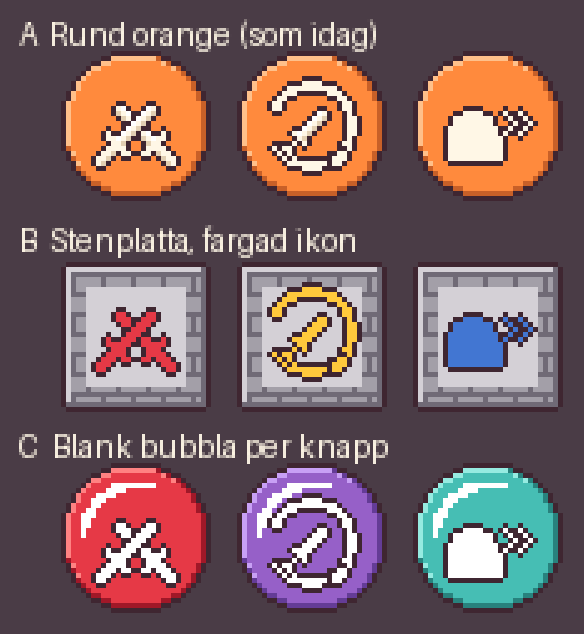 A Rund orange (som idag)
B Stenplatta, fargad ikon
C Blank bubbla per knapp